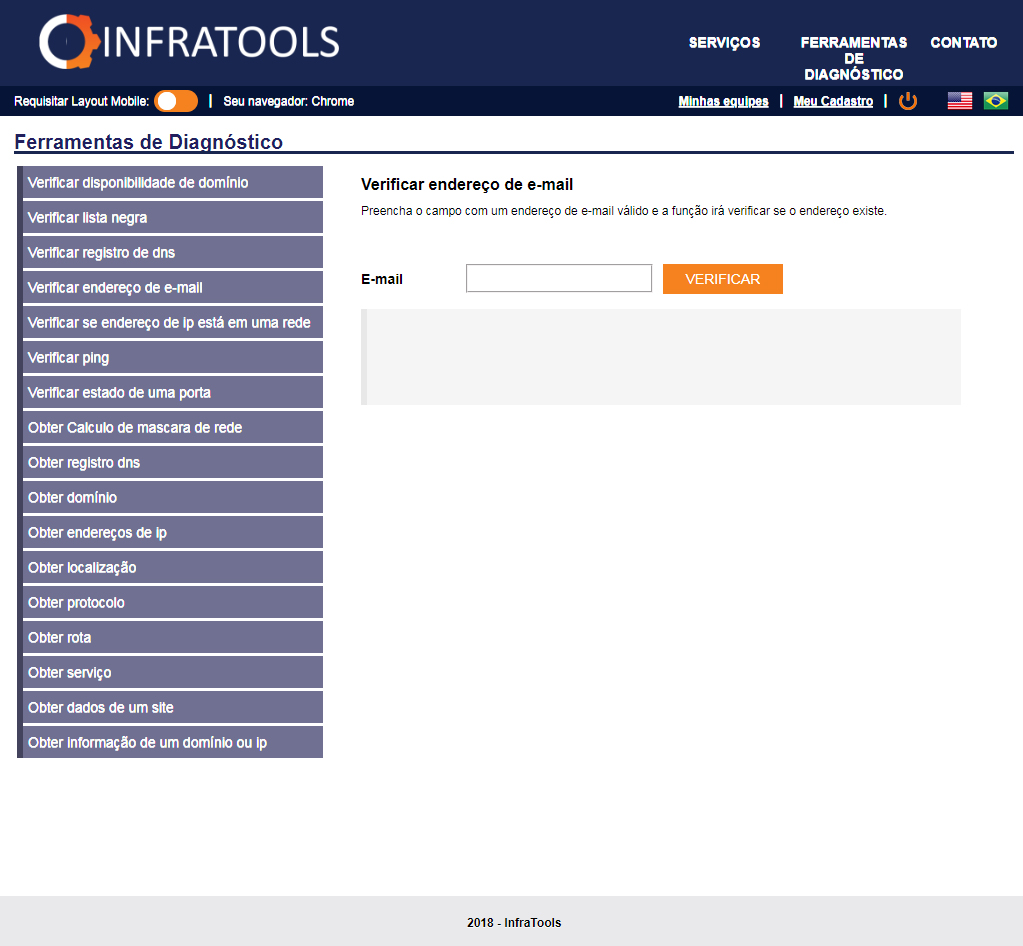 INFRATOOLS
SERVIÇOS
FERRAMENTAS
DE
DIAGNÓSTICO
CONTATO
Requisitar Layout Mobile: | Seu navegador: Chrome
Minhas equipes | Meu Cadastro |
Ferramentas de Diagnóstico
Verificar disponibilidade de domínio
Verificar lista negra
Verificar registro de dns
Verificar endereço de e-mail
Verificar se endereço de ip está em uma rede
Verificar ping
Verificar estado de uma porta
Obter Calculo de mascara de rede
Obter registro dns
Obter domínio
Obter endereços de ip
Obter localização
Obter protocolo
Obter rota
Obter serviço
Obter dados de um site
Obter informação de um domínio ou ip
Verificar endereço de e-mail
Preencha o campo com um endereço de e-mail válido e a função irá verificar se o endereço existe.
E-mail
VERIFICAR
2018 - InfraTools